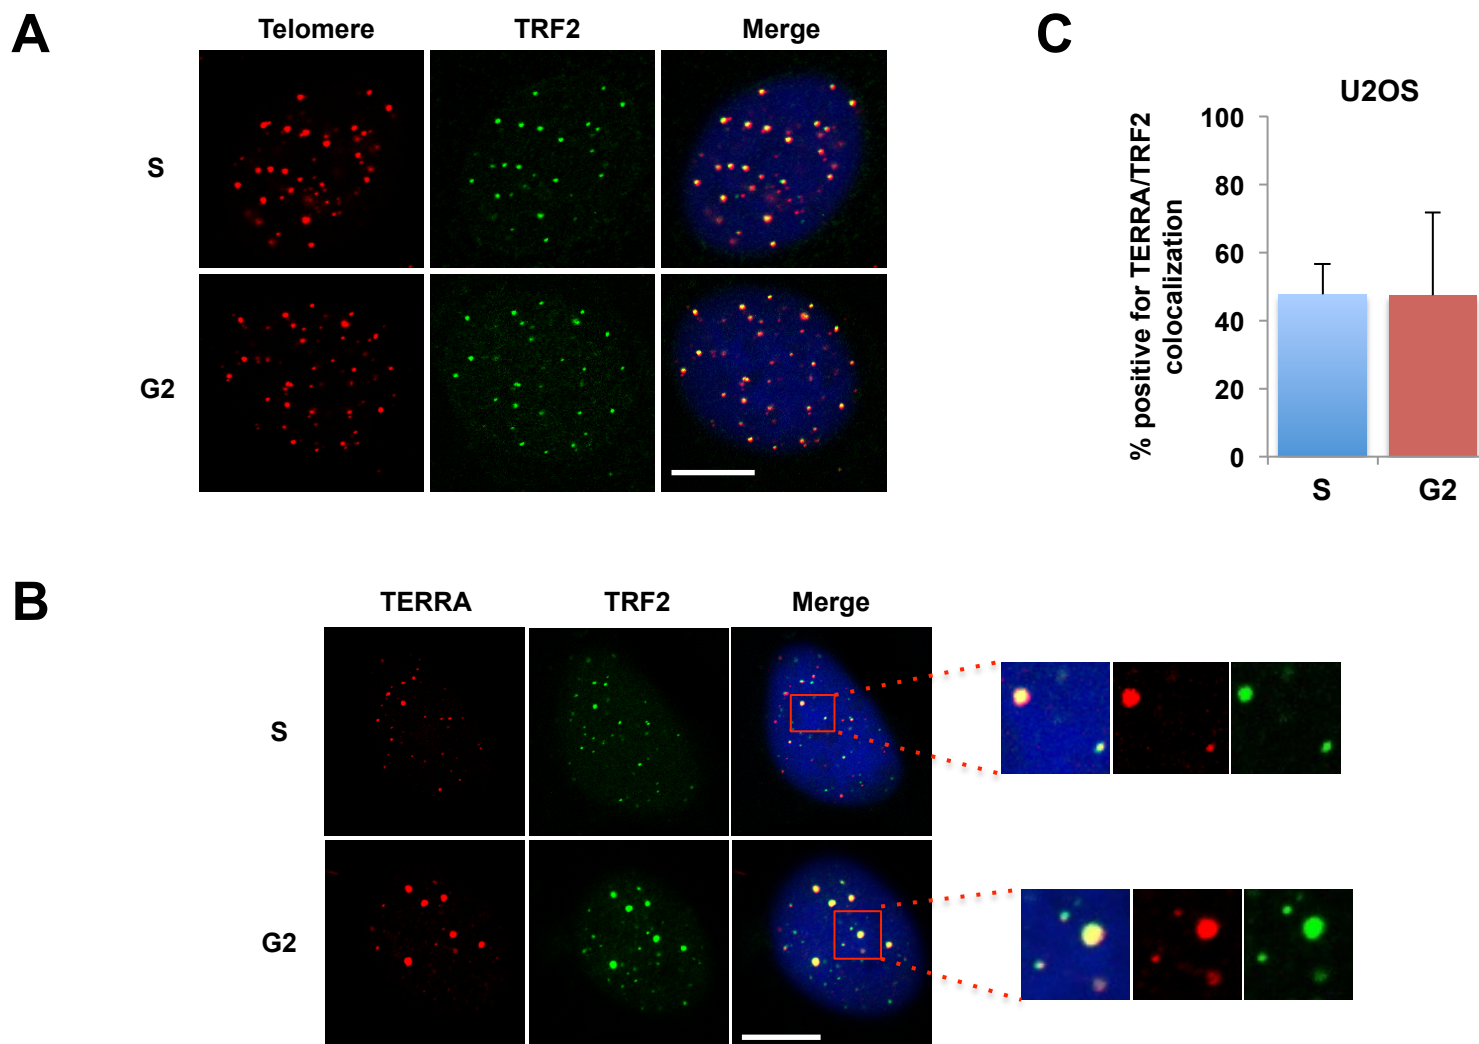 A
Telomere
TRF2
Merge
S
G2
C
U2OS
% positive for TERRA/TRF2
colocalization
100
80
60
40
20
0
S
G2
B
TERRA
TRF2
Merge
S
G2